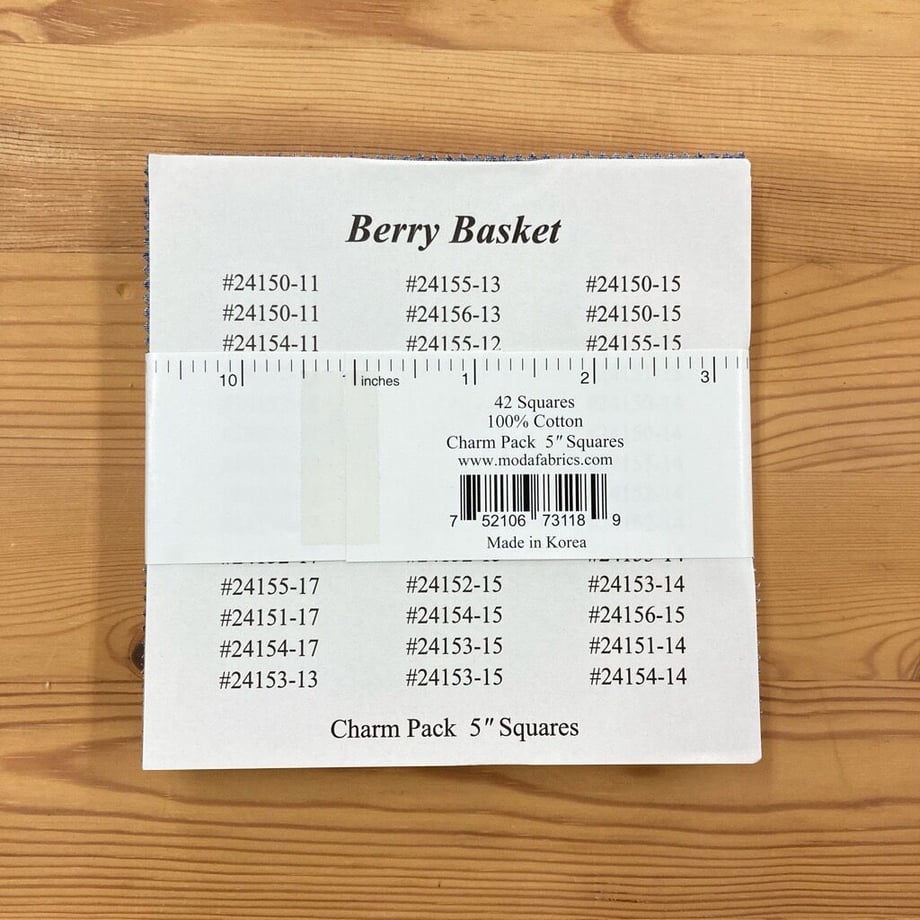 Berry Basket
#24150-11 #24155-13 #24150-15
#24150-11 #24156-13 #24150-15
#24154-11 #24155-12 #24155-15
10 inches 1 2 3
42 Squares
100% Cotton
Charm Pack 5" Squares
www.modafabrics.com
7 52106 73118 9
Made in Korea
#24155-17 #24152-15 #24153-14
#24151-17 #24154-15 #24156-15
#24154-17 #24153-15 #24151-14
#24153-13 #24153-15 #24154-14
Charm Pack 5" Squares